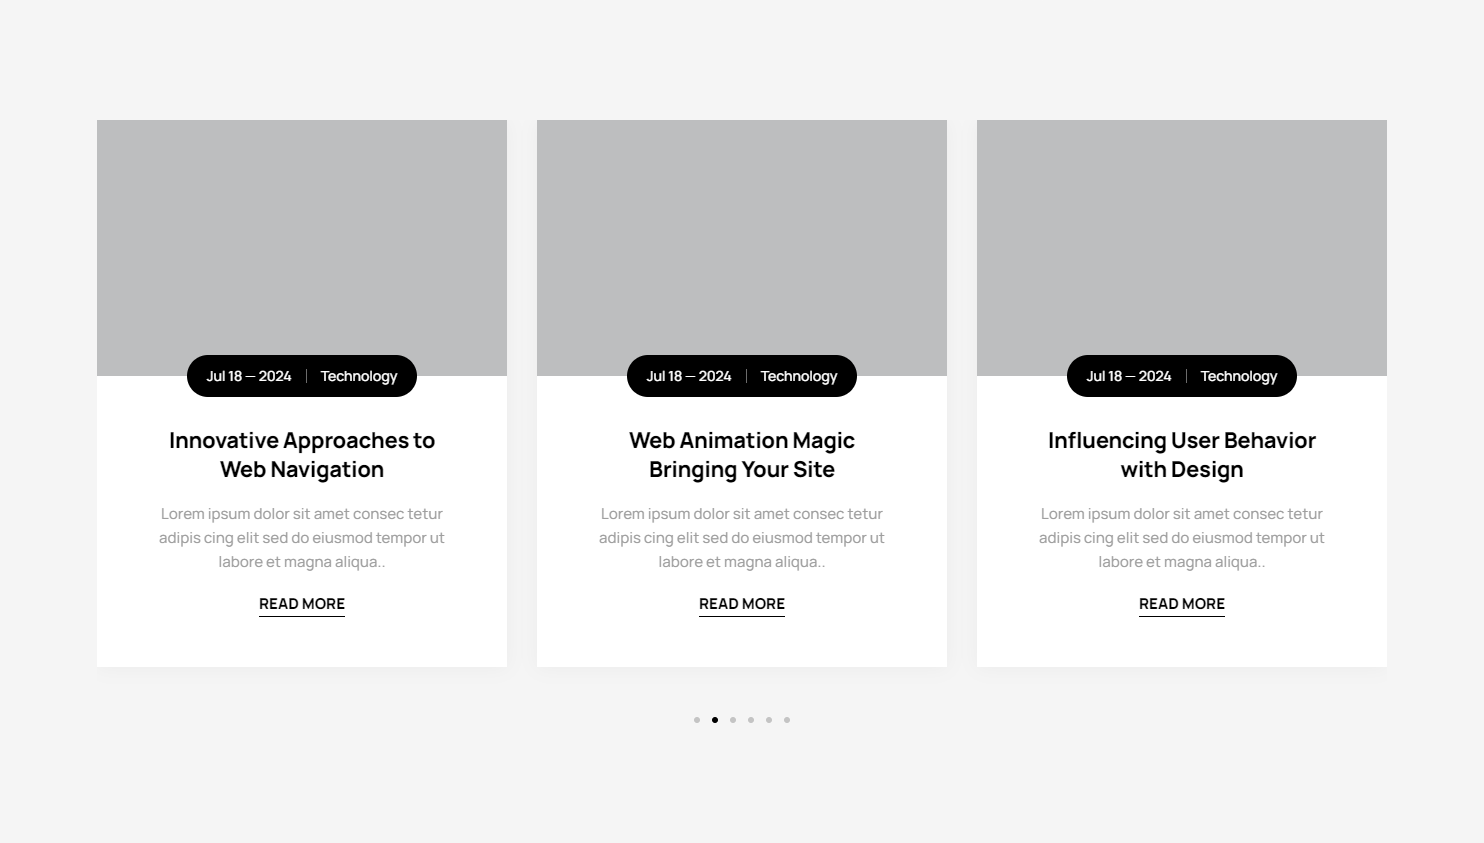 Jul 18 — 2024 | Technology
Innovative Approaches to
Web Navigation
Lorem ipsum dolor sit amet consec tetur
adipis cing elit sed do eiusmod tempor ut
labore et magna aliqua..
READ MORE
Jul 18 — 2024 | Technology
Web Animation Magic
Bringing Your Site
Lorem ipsum dolor sit amet consec tetur
adipis cing elit sed do eiusmod tempor ut
labore et magna aliqua..
READ MORE
Jul 18 — 2024 | Technology
Influencing User Behavior
with Design
Lorem ipsum dolor sit amet consec tetur
adipis cing elit sed do eiusmod tempor ut
labore et magna aliqua..
READ MORE